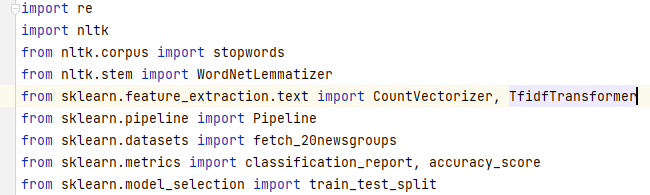 import re
import nltk
from nltk.corpus import stopwords
from nltk.stem import WordNetLemmatizer
from sklearn.feature_extraction.text import CountVectorizer, TfidfTransformer
from sklearn.pipeline import Pipeline
from sklearn.datasets import fetch_20newsgroups
from sklearn.metrics import classification_report, accuracy_score
from sklearn.model_selection import train_test_split